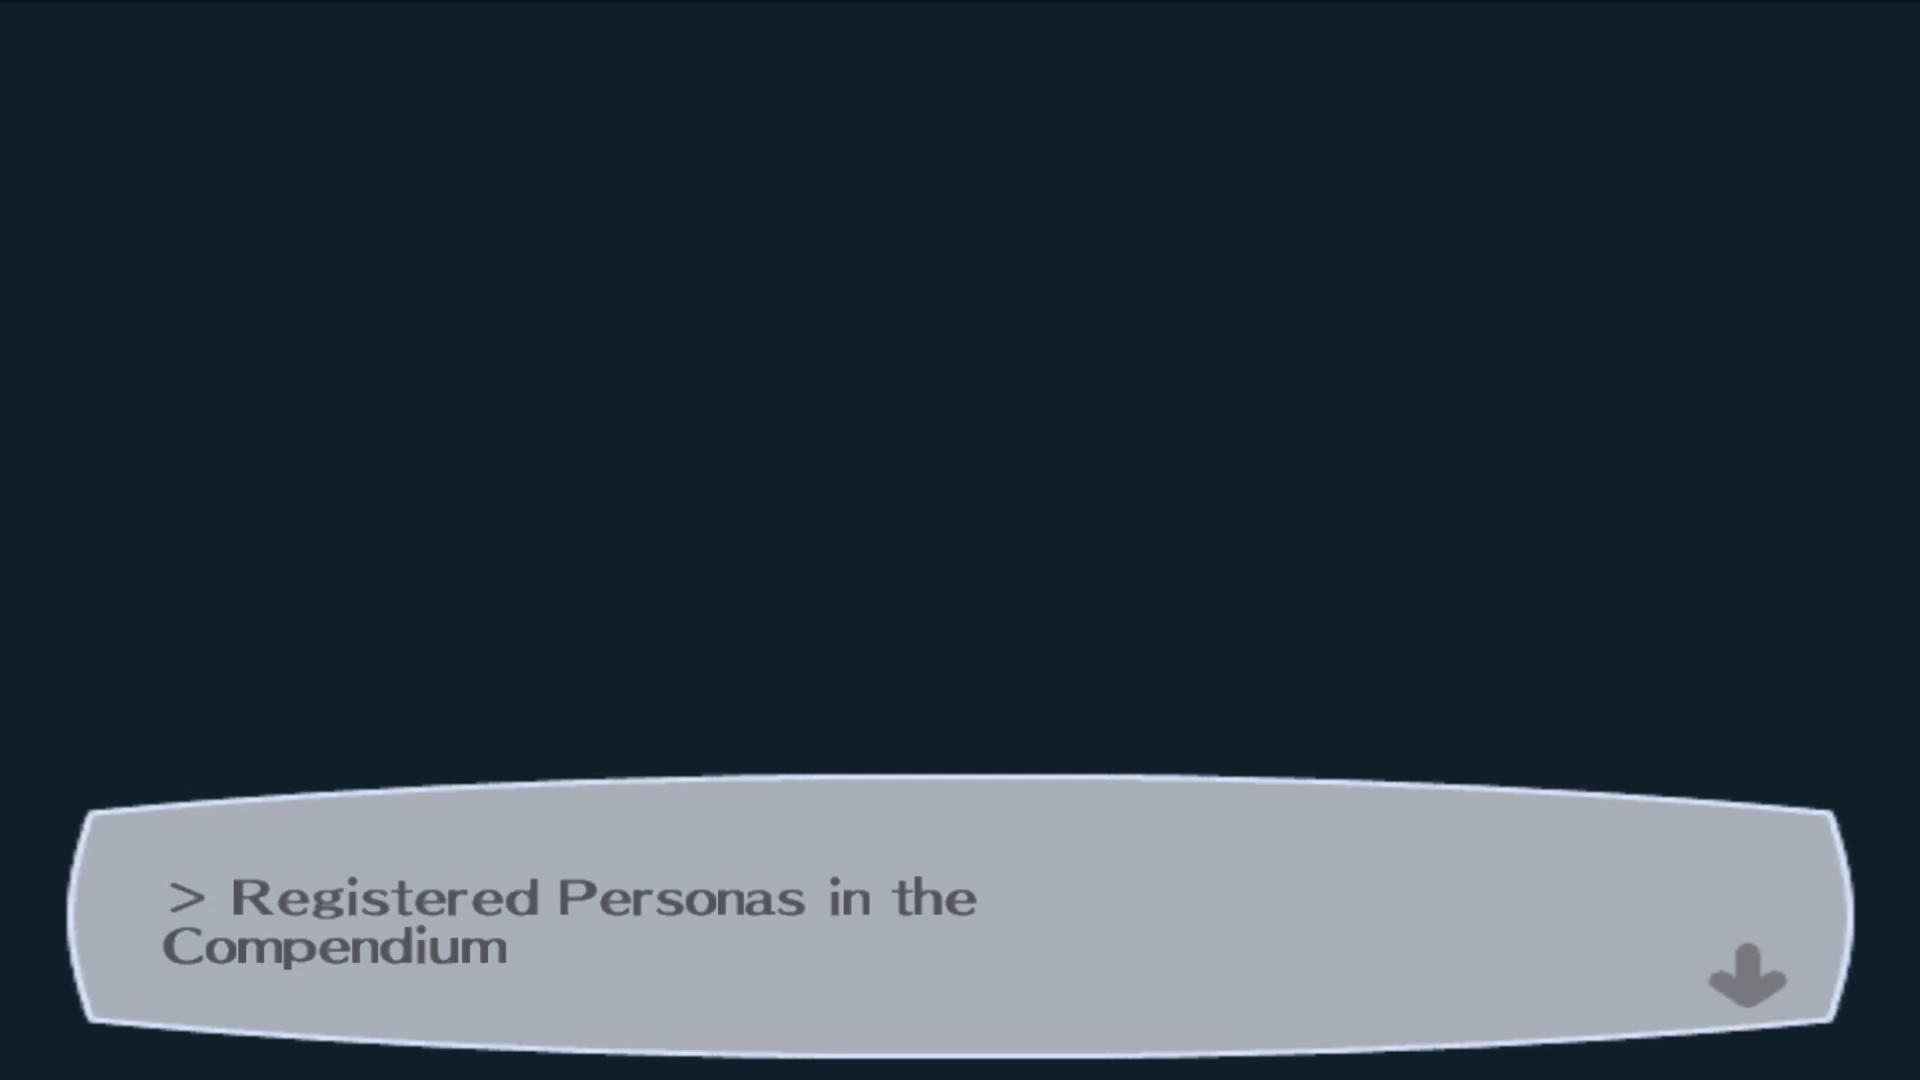 > Registered Personas in the
Compendium